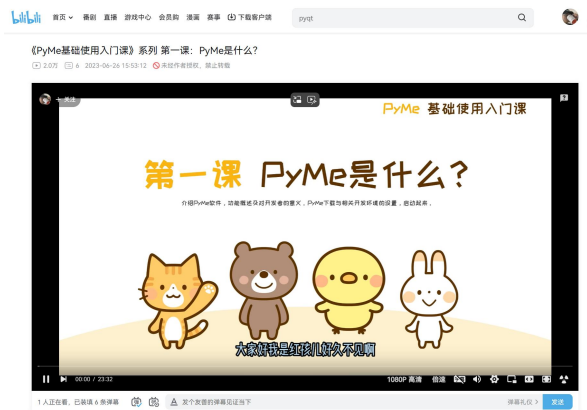 bilibili 首页 番剧 直播 游戏中心 会员购 漫画 赛事 下载客户端 pyqt
《PyMe基础使用入门课》系列 第一课：PyMe是什么？
2.0万 6 2023-06-26 15:53:12 未经作者授权，禁止转载
+ 关注
PyMe 基础使用入门课
第一课 PyMe是什么?
介绍PyMe软件，功能概述及对开发者的意义，PyMe下载与相关开发环境的设置，启动起来。
大家好我是红孩儿好久不见啊
00:00 / 23:32 1080P 高清 倍速
1 人正在看，已装填 6 条弹幕 发个友善的弹幕见证当下 弹幕礼仪 > 发送